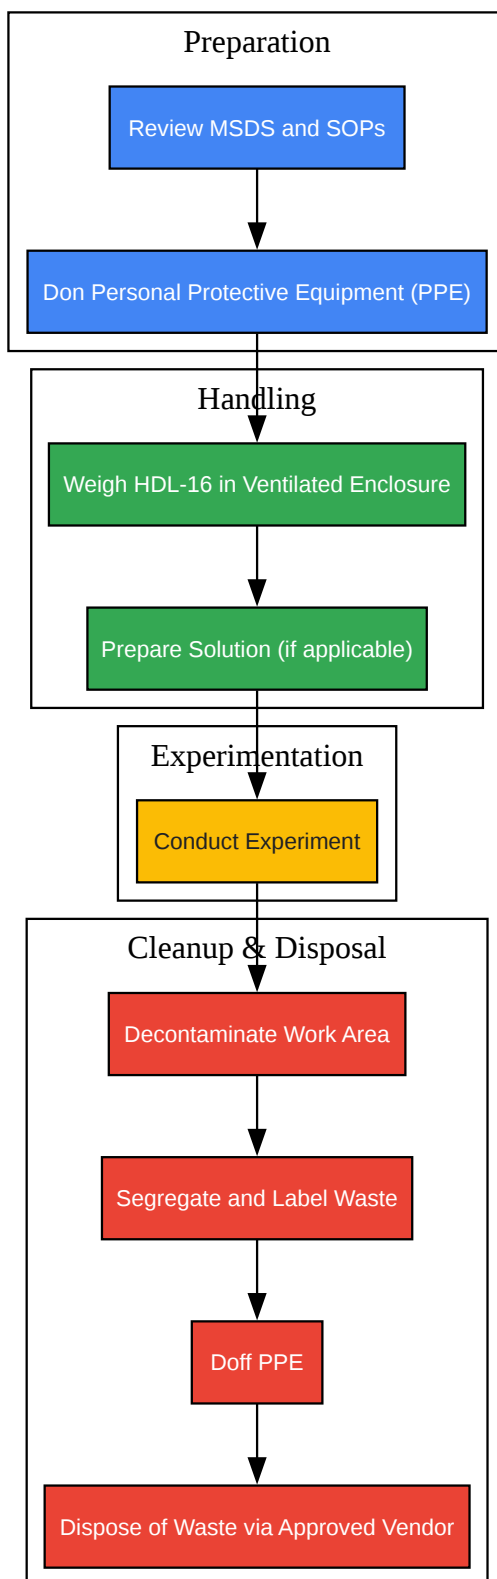 Preparation
Review MSDS and SOPs
Don Personal Protective Equipment (PPE)
Handling
Weigh HDL-16 in Ventilated Enclosure
Prepare Solution (if applicable)
Experimentation
Conduct Experiment
Cleanup & Disposal
Decontaminate Work Area
Segregate and Label Waste
Doff PPE
Dispose of Waste via Approved Vendor